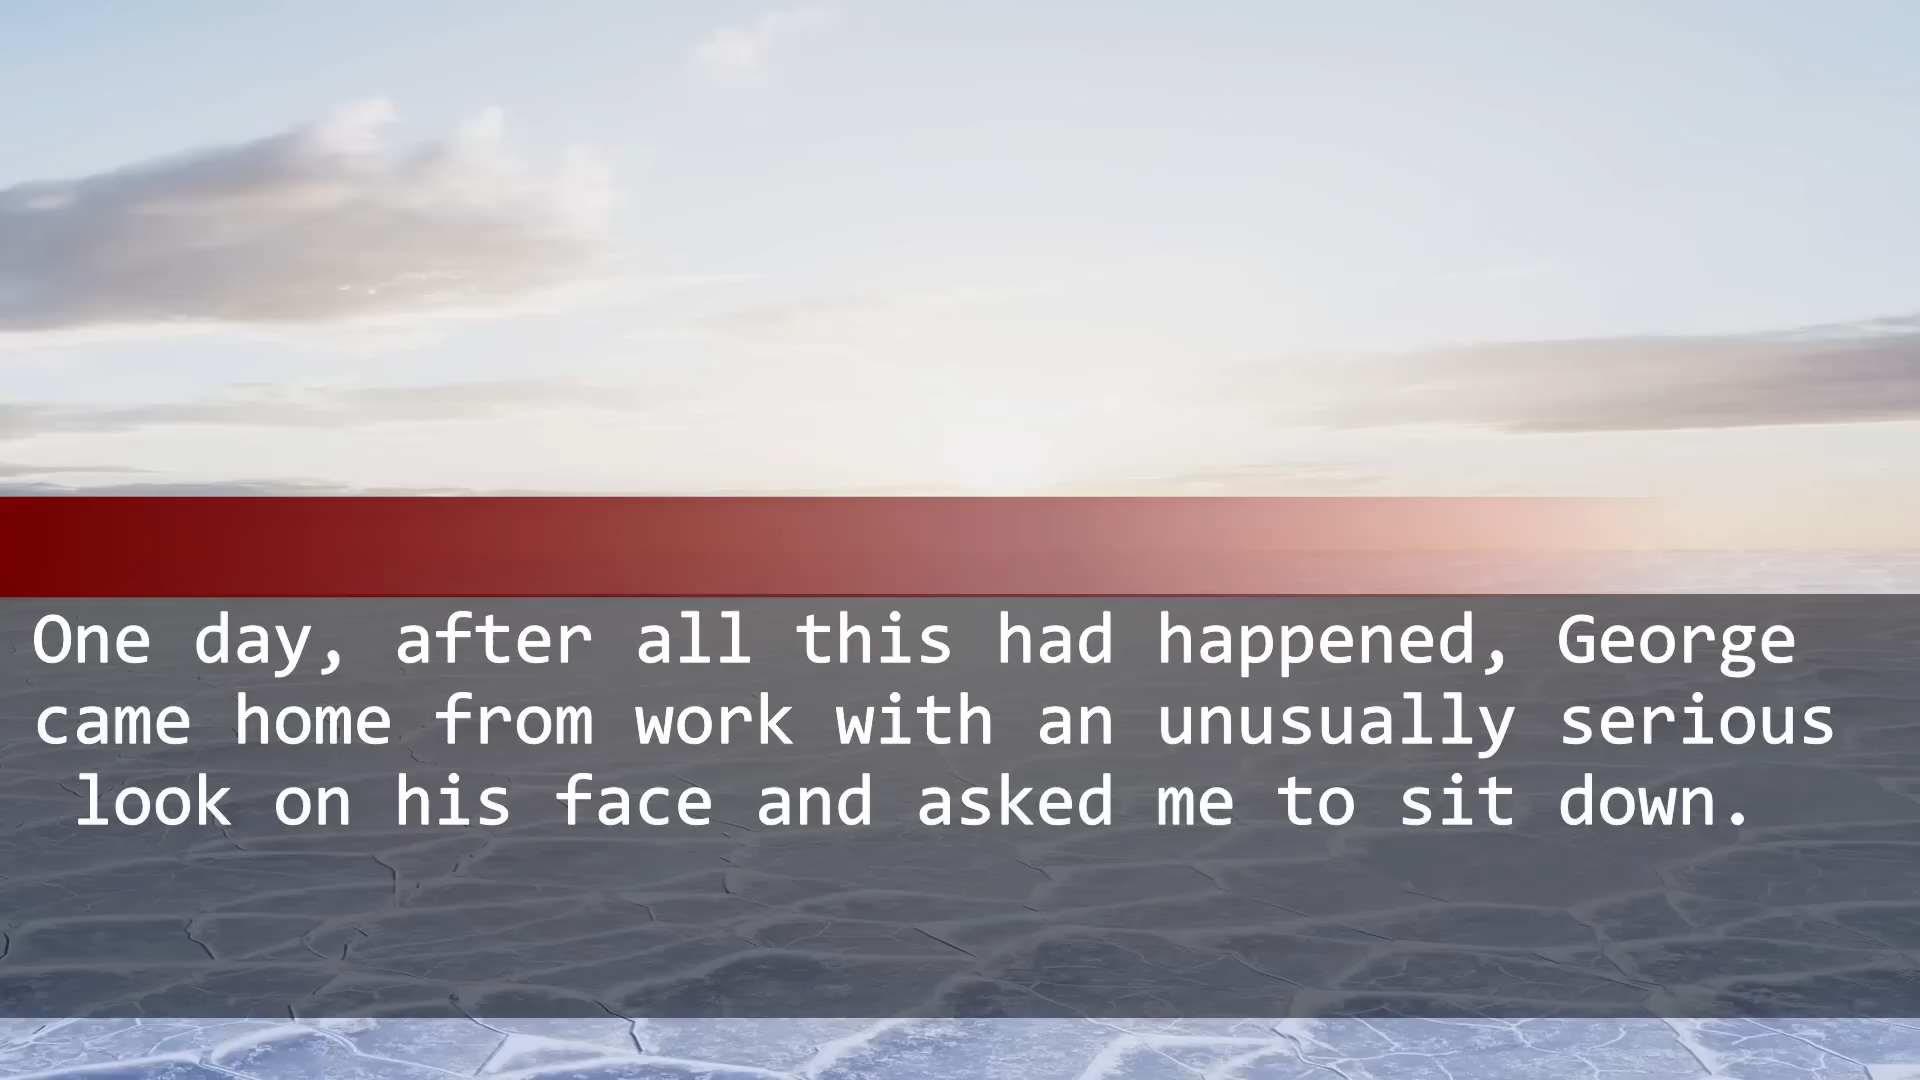 One day, after all this had happened, George
came home from work with an unusually serious
look on his face and asked me to sit down.